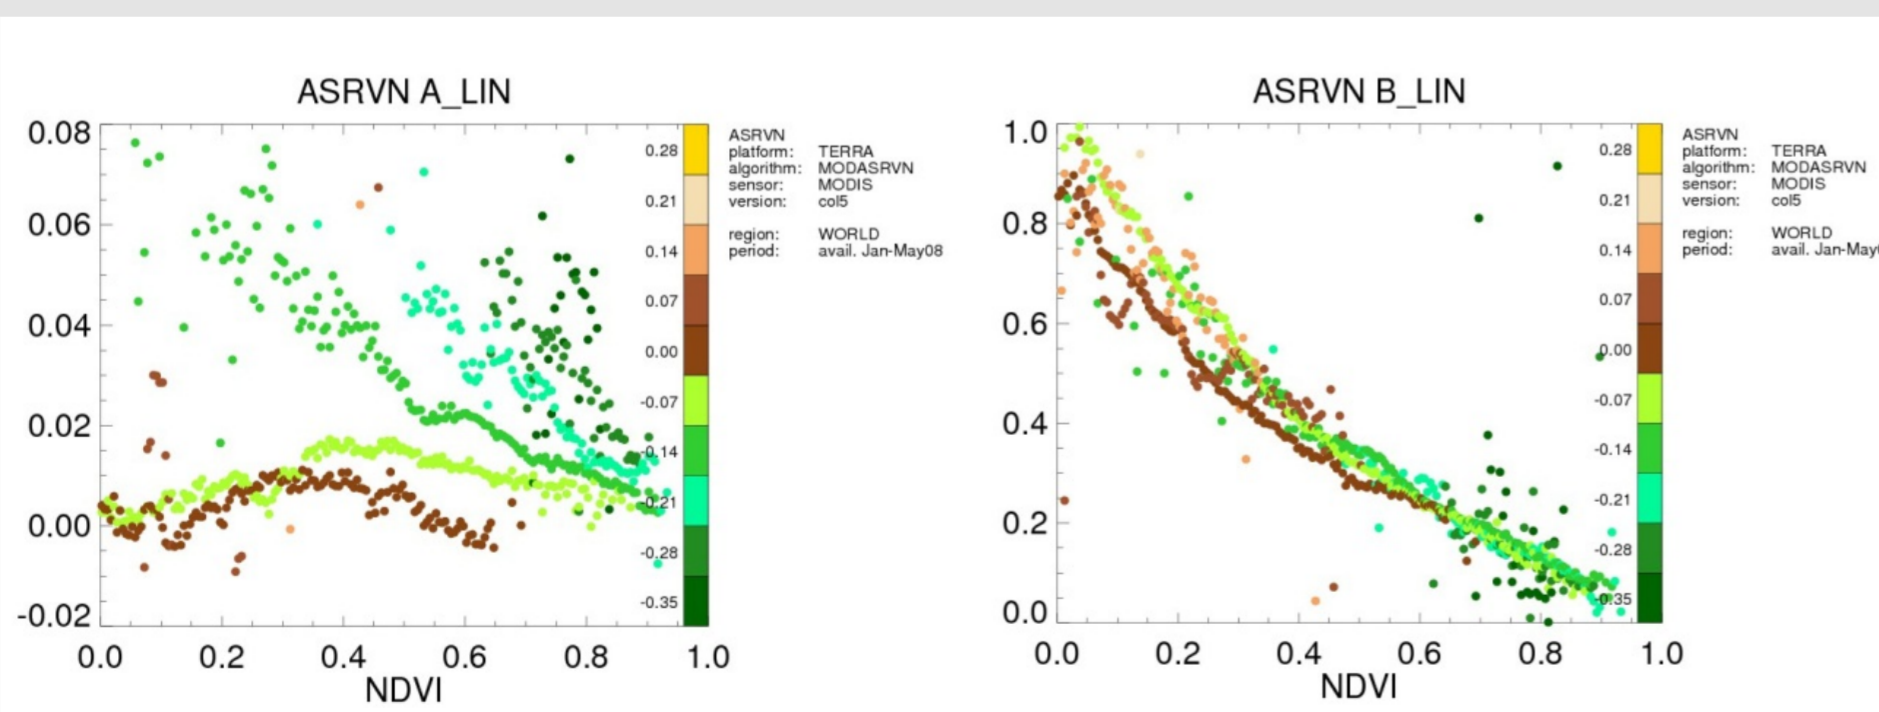 ASRVN A_LIN
0.08
0.06
0.04
0.02
0.00
-0.02
0.0 0.2 0.4 0.6 0.8 1.0
NDVI
0.28
0.21
0.14
0.07
0.00
-0.07
-0.14
-0.21
-0.28
-0.35
ASRVN
platform: TERRA
algorithm: MODASRVN
sensor: MODIS
version: col5
region: WORLD
period: avail. Jan-May08
ASRVN B_LIN
1.0
0.8
0.6
0.4
0.2
0.0
0.0 0.2 0.4 0.6 0.8 1.0
NDVI
0.28
0.21
0.14
0.07
0.00
-0.07
-0.14
-0.21
-0.28
-0.35
ASRVN
platform: TERRA
algorithm: MODASRVN
sensor: MODIS
version: col5
region: WORLD
period: avail. Jan-May